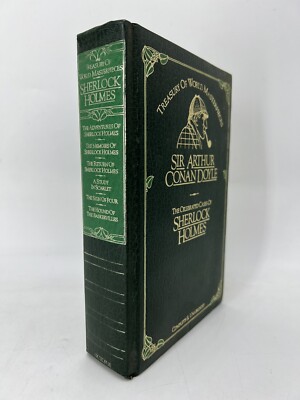 TREASURY OF
WORLD MASTERPIECES
SHERLOCK
HOLMES
THE ADVENTURES OF
SHERLOCK HOLMES
THE MEMOIRS OF
SHERLOCK HOLMES
THE RETURN OF
SHERLOCK HOLMES
A STUDY
IN SCARLET
THE SIGN OF FOUR
THE HOUND OF
THE BASKERVILLES
TREASURY OF WORLD MASTERPIECES
SIR ARTHUR
CONAN DOYLE
THE CELEBRATED CASES OF
SHERLOCK
HOLMES
COMPLETE & UNABRIDGED